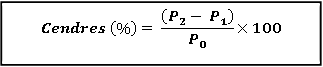 Cendres (%) = (P₂ − P₁) / P₀ × 100